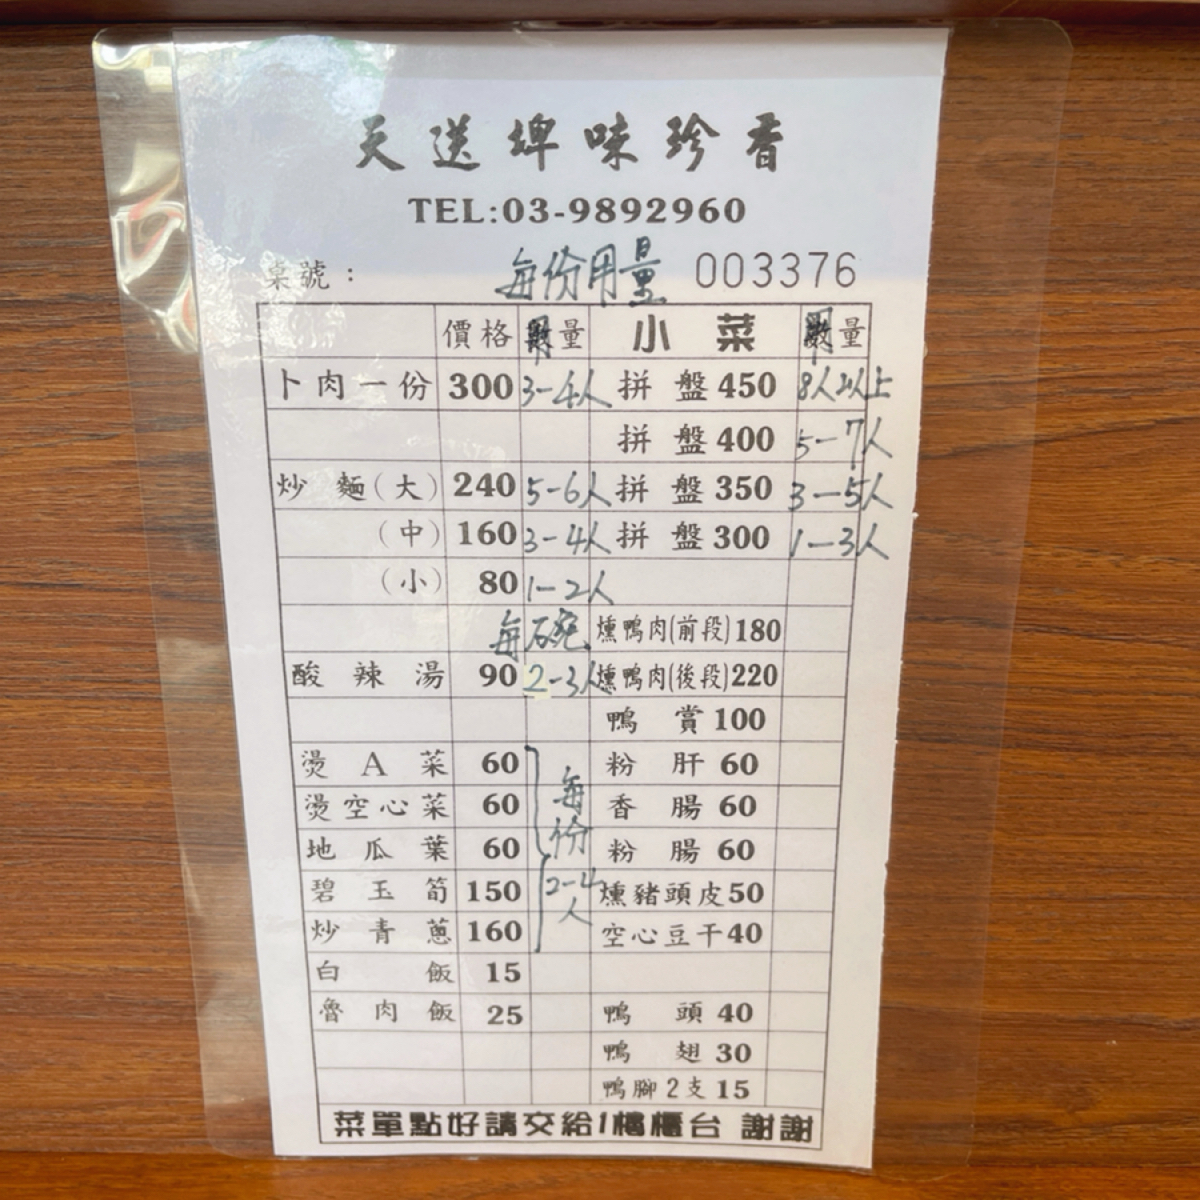 天送埤味珍香
TEL:03-9892960
桌號： 每份用量 003376
價格 用量 小菜 用量
卜肉一份 300 3-4人 拼盤 450 8人以上
拼盤 400 5-7人
炒麵(大) 240 5-6人 拼盤 350 3-5人
(中) 160 3-4人 拼盤 300 1-3人
(小) 80 1-2人
每碗 燻鴨肉(前段) 180
酸辣湯 90 2-3人 燻鴨肉(後段) 220
鴨賞 100
燙A菜 60 每份 粉肝 60
燙空心菜 60 香腸 60
地瓜葉 60 粉腸 60
碧玉筍 150 2-4人 燻豬頭皮 50
炒青蔥 160 空心豆干 40
白飯 15
魯肉飯 25 鴨頭 40
鴨翅 30
鴨腳2支 15
菜單點好請交給1樓櫃台 謝謝